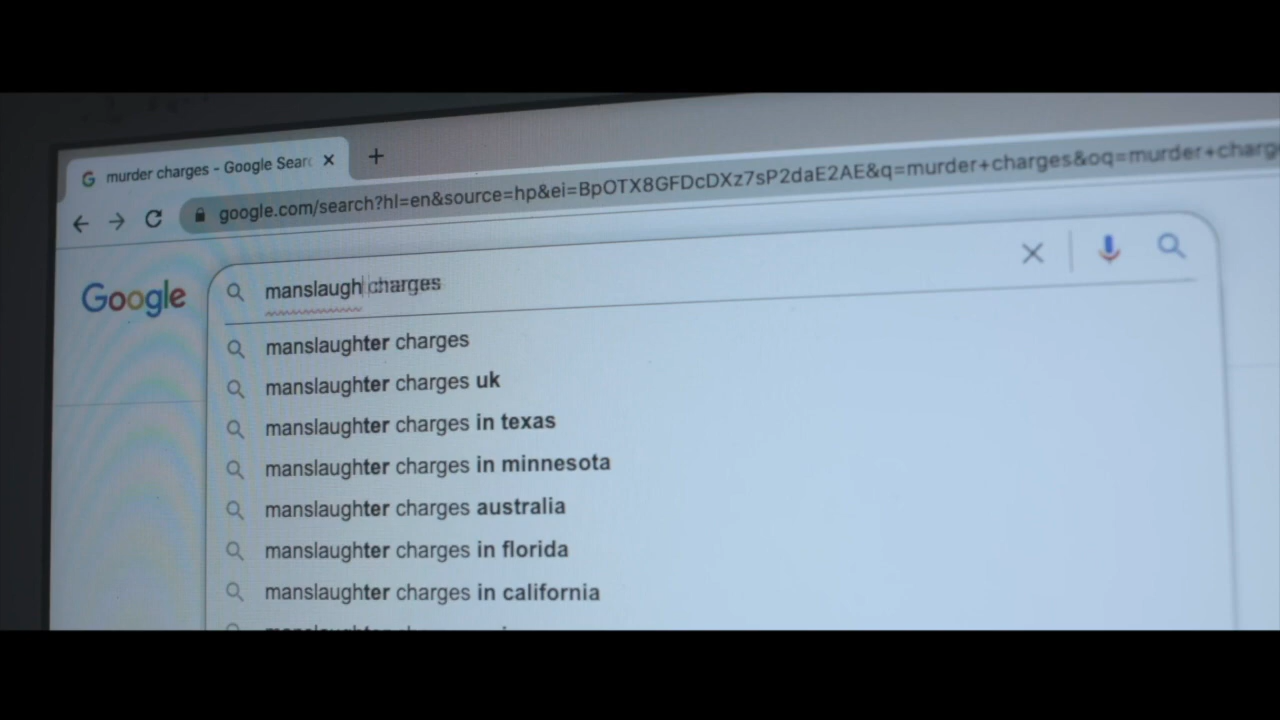 murder charges - Google Sear
google.com/search?hl=en&source=hp&ei=BpOTX8GFDcDXz7sP2daE2AE&q=murder+charges&oq=murder+charg
Google
manslaugh charges
manslaughter charges
manslaughter charges uk
manslaughter charges in texas
manslaughter charges in minnesota
manslaughter charges australia
manslaughter charges in florida
manslaughter charges in california